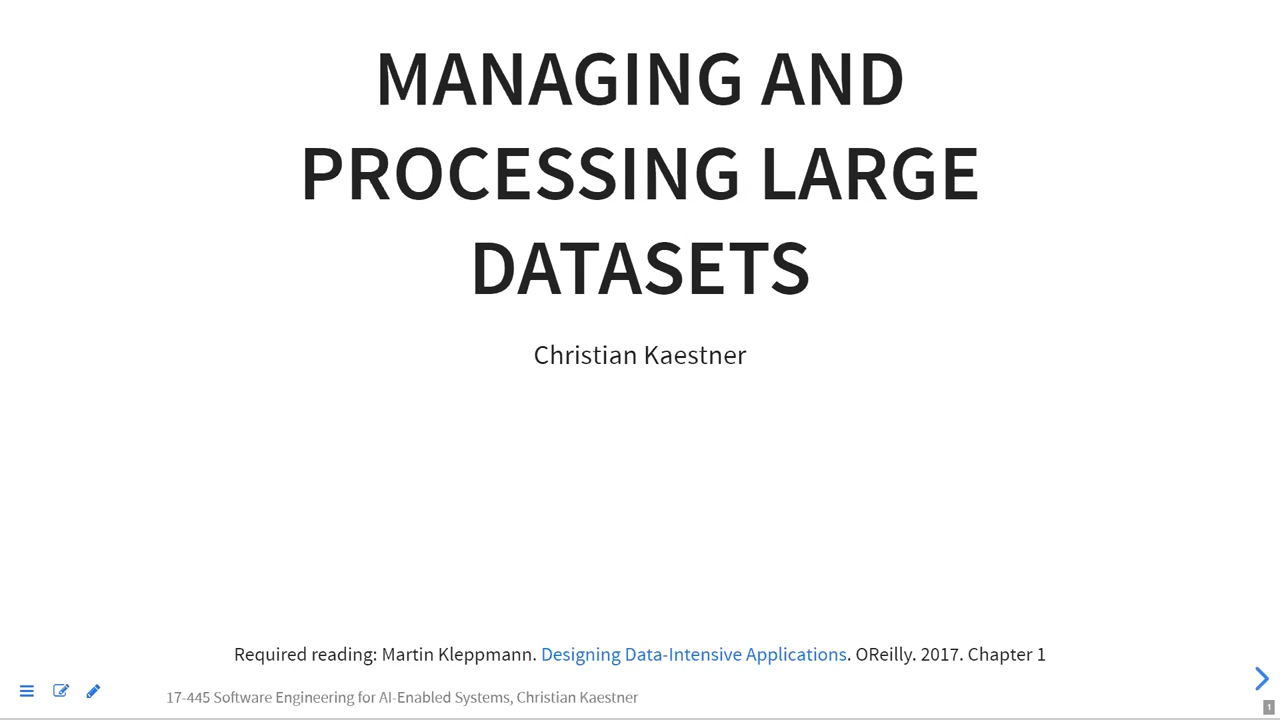 MANAGING AND
PROCESSING LARGE
DATASETS
Christian Kaestner
Required reading: Martin Kleppmann. Designing Data-Intensive Applications. OReilly. 2017. Chapter 1
17-445 Software Engineering for AI-Enabled Systems, Christian Kaestner
1